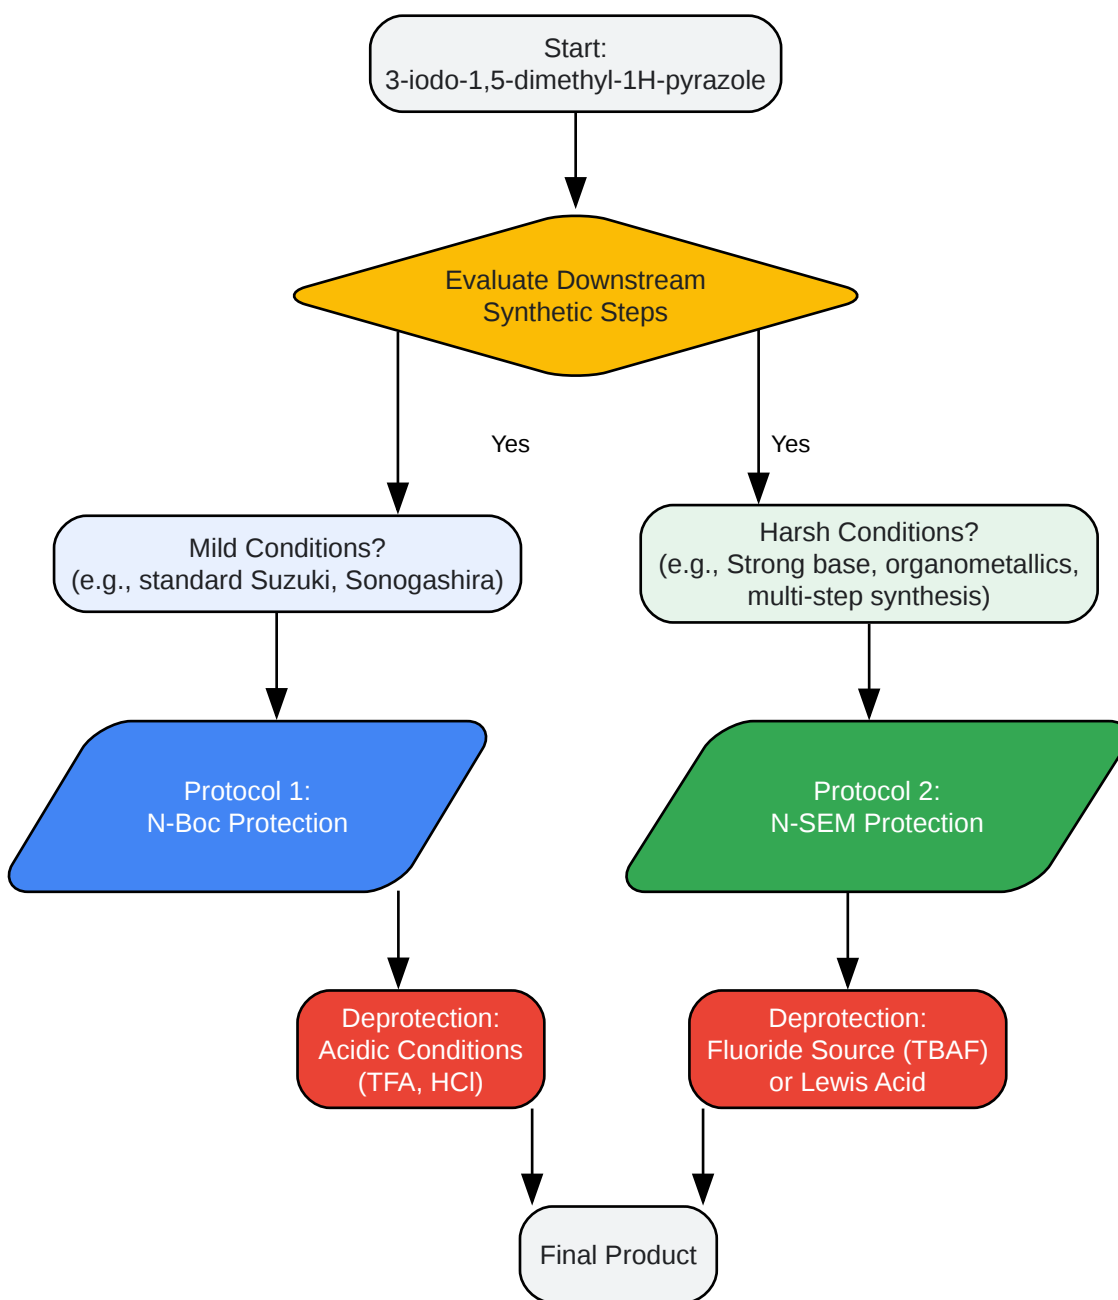 Start:
3-iodo-1,5-dimethyl-1H-pyrazole
Evaluate Downstream
Synthetic Steps
Yes
Yes
Mild Conditions?
(e.g., standard Suzuki, Sonogashira)
Harsh Conditions?
(e.g., Strong base, organometallics,
multi-step synthesis)
Protocol 1:
N-Boc Protection
Protocol 2:
N-SEM Protection
Deprotection:
Acidic Conditions
(TFA, HCl)
Deprotection:
Fluoride Source (TBAF)
or Lewis Acid
Final Product